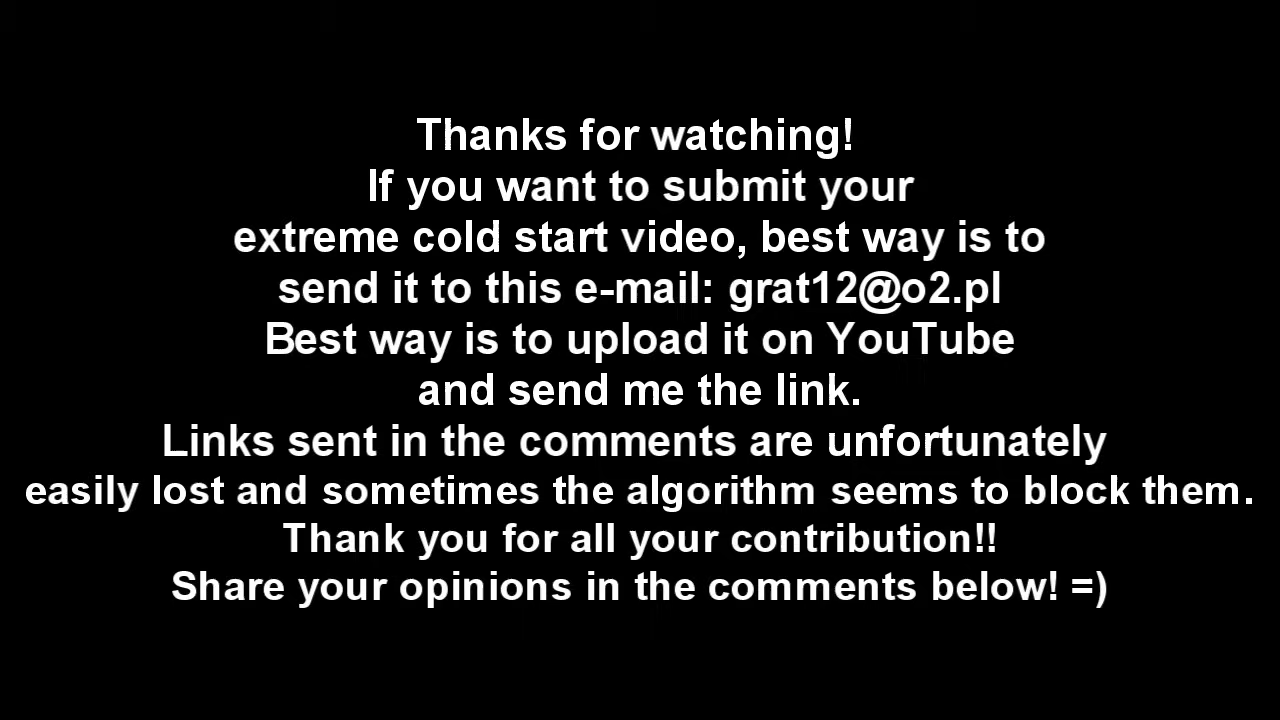 Thanks for watching!
If you want to submit your
extreme cold start video, best way is to
send it to this e-mail: grat12@o2.pl
Best way is to upload it on YouTube
and send me the link.
Links sent in the comments are unfortunately
easily lost and sometimes the algorithm seems to block them.
Thank you for all your contribution!!
Share your opinions in the comments below! =)